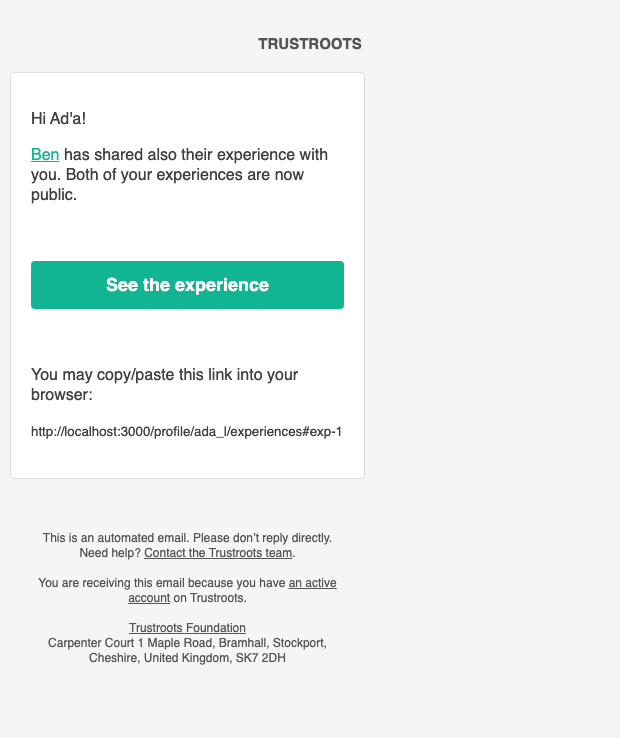 TRUSTROOTS
Hi Ad'a!
Ben has shared also their experience with
you. Both of your experiences are now
public.
See the experience
You may copy/paste this link into your
browser:
http://localhost:3000/profile/ada_l/experiences#exp-1
This is an automated email. Please don’t reply directly.
Need help? Contact the Trustroots team.
You are receiving this email because you have an active
account on Trustroots.
Trustroots Foundation
Carpenter Court 1 Maple Road, Bramhall, Stockport,
Cheshire, United Kingdom, SK7 2DH